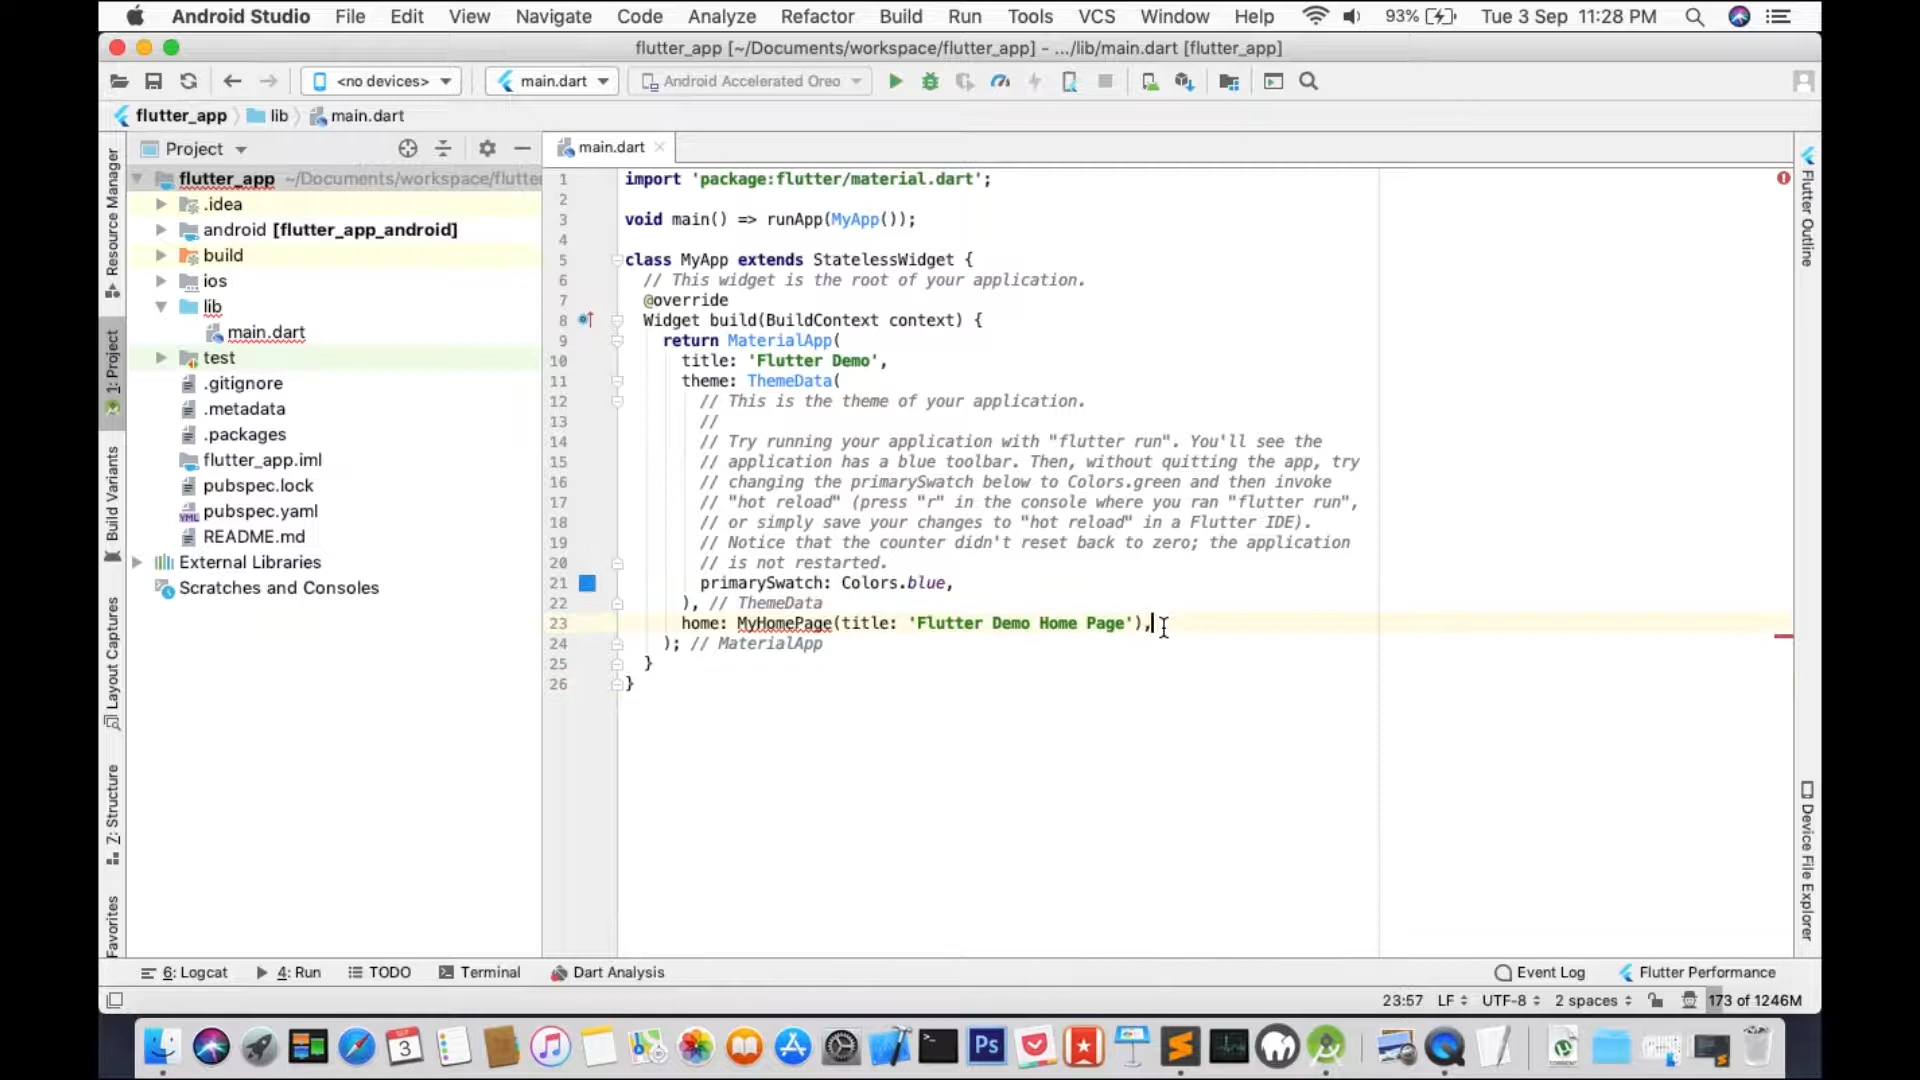 Android Studio File Edit View Navigate Code Analyze Refactor Build Run Tools VCS Window Help 93% Tue 3 Sep 11:28 PM
flutter_app [~/Documents/workspace/flutter_app] - .../lib/main.dart [flutter_app]
<no devices> main.dart Android Accelerated Oreo
flutter_app lib main.dart
Project
main.dart
flutter_app ~/Documents/workspace/flutte
.idea
android [flutter_app_android]
build
ios
lib
main.dart
test
.gitignore
.metadata
.packages
flutter_app.iml
pubspec.lock
pubspec.yaml
README.md
External Libraries
Scratches and Consoles
Resource Manager
1: Project
Build Variants
Layout Captures
Z: Structure
Favorites
1 import 'package:flutter/material.dart';
2
3 void main() => runApp(MyApp());
4
5 class MyApp extends StatelessWidget {
6 // This widget is the root of your application.
7 @override
8 Widget build(BuildContext context) {
9 return MaterialApp(
10 title: 'Flutter Demo',
11 theme: ThemeData(
12 // This is the theme of your application.
13 //
14 // Try running your application with "flutter run". You'll see the
15 // application has a blue toolbar. Then, without quitting the app, try
16 // changing the primarySwatch below to Colors.green and then invoke
17 // "hot reload" (press "r" in the console where you ran "flutter run",
18 // or simply save your changes to "hot reload" in a Flutter IDE).
19 // Notice that the counter didn't reset back to zero; the application
20 // is not restarted.
21 primarySwatch: Colors.blue,
22 ), // ThemeData
23 home: MyHomePage(title: 'Flutter Demo Home Page'),
24 ); // MaterialApp
25 }
26 }
Flutter Outline
Device File Explorer
6: Logcat 4: Run TODO Terminal Dart Analysis Event Log Flutter Performance
23:57 LF UTF-8 2 spaces 173 of 1246M
SEP
3
Ps